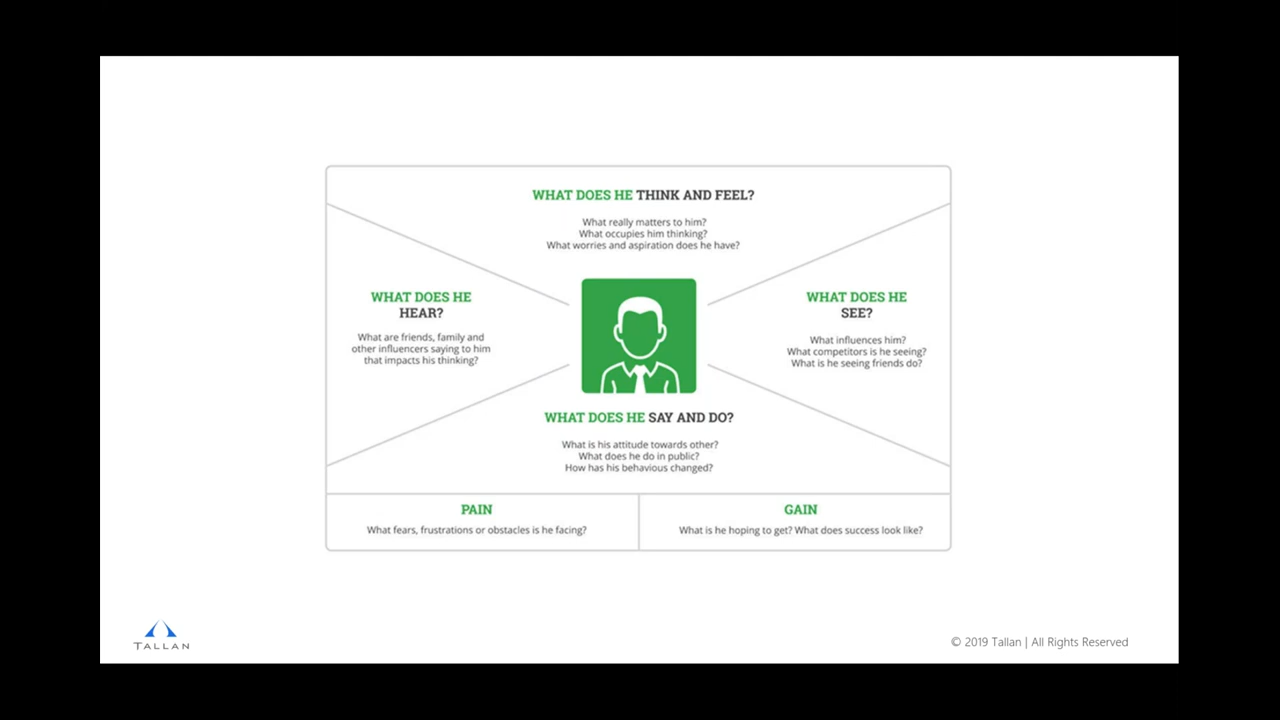 WHAT DOES HE THINK AND FEEL?
What really matters to him?
What occupies him thinking?
What worries and aspiration does he have?
WHAT DOES HE
HEAR?
What are friends, family and
other influencers saying to him
that impacts his thinking?
WHAT DOES HE
SEE?
What influences him?
What competitors is he seeing?
What is he seeing friends do?
WHAT DOES HE SAY AND DO?
What is his attitude towards other?
What does he do in public?
How has his behavious changed?
PAIN
What fears, frustrations or obstacles is he facing?
GAIN
What is he hoping to get? What does success look like?
TALLAN
© 2019 Tallan | All Rights Reserved